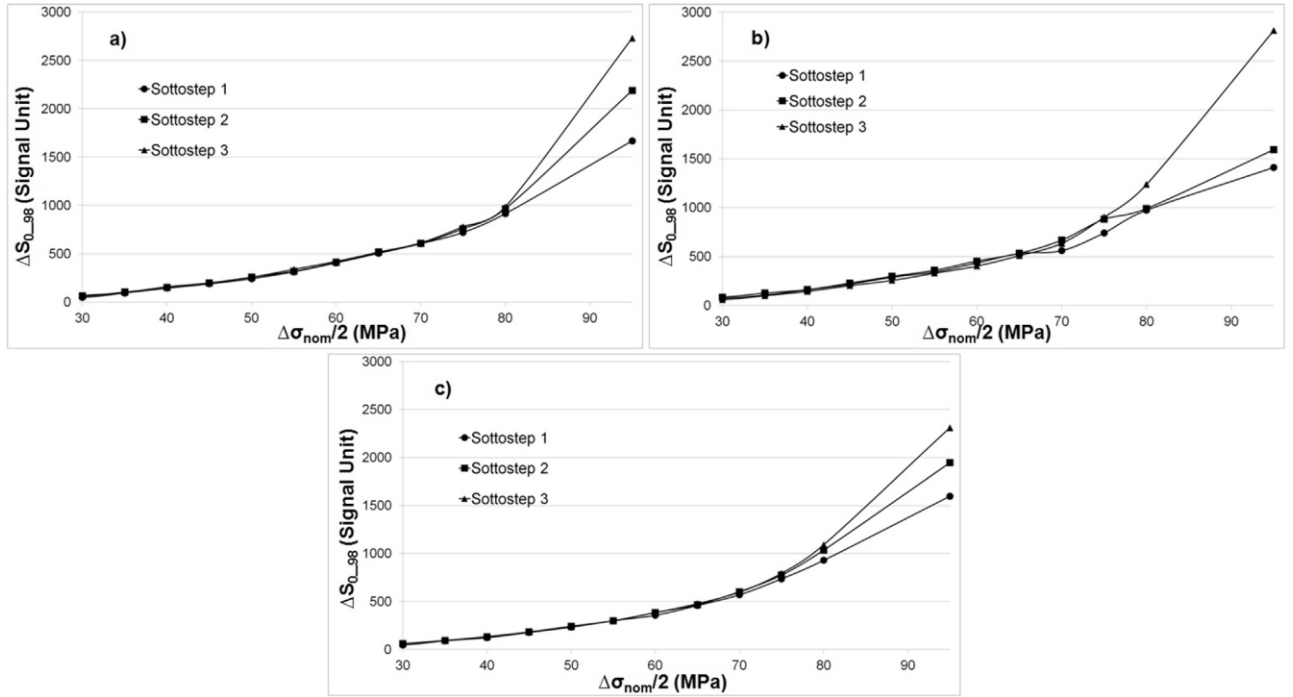 a)
ΔS0_98 (Signal Unit)
3000
2500
2000
1500
1000
500
0
Sottostep 1
Sottostep 2
Sottostep 3
30 40 50 60 70 80 90
Δσnom/2 (MPa)
b)
ΔS0_98 (Signal Unit)
3000
2500
2000
1500
1000
500
0
Sottostep 1
Sottostep 2
Sottostep 3
30 40 50 60 70 80 90
Δσnom/2 (MPa)
c)
ΔS0_98 (Signal Unit)
3000
2500
2000
1500
1000
500
0
Sottostep 1
Sottostep 2
Sottostep 3
30 40 50 60 70 80 90
Δσnom/2 (MPa)